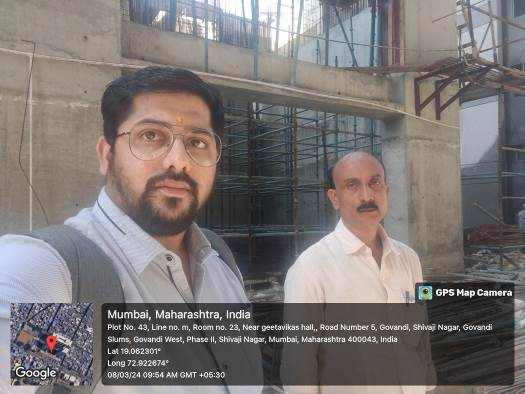 GPS Map Camera
Mumbai, Maharashtra, India
Plot No. 43, Line no. m, Room no. 23, Near geetavikas hall,, Road Number 5, Govandi, Shivaji Nagar, Govandi
Slums, Govandi West, Phase II, Shivaji Nagar, Mumbai, Maharashtra 400043, India
Lat 19.062301°
Long 72.922674°
08/03/24 09:54 AM GMT +05:30
Google